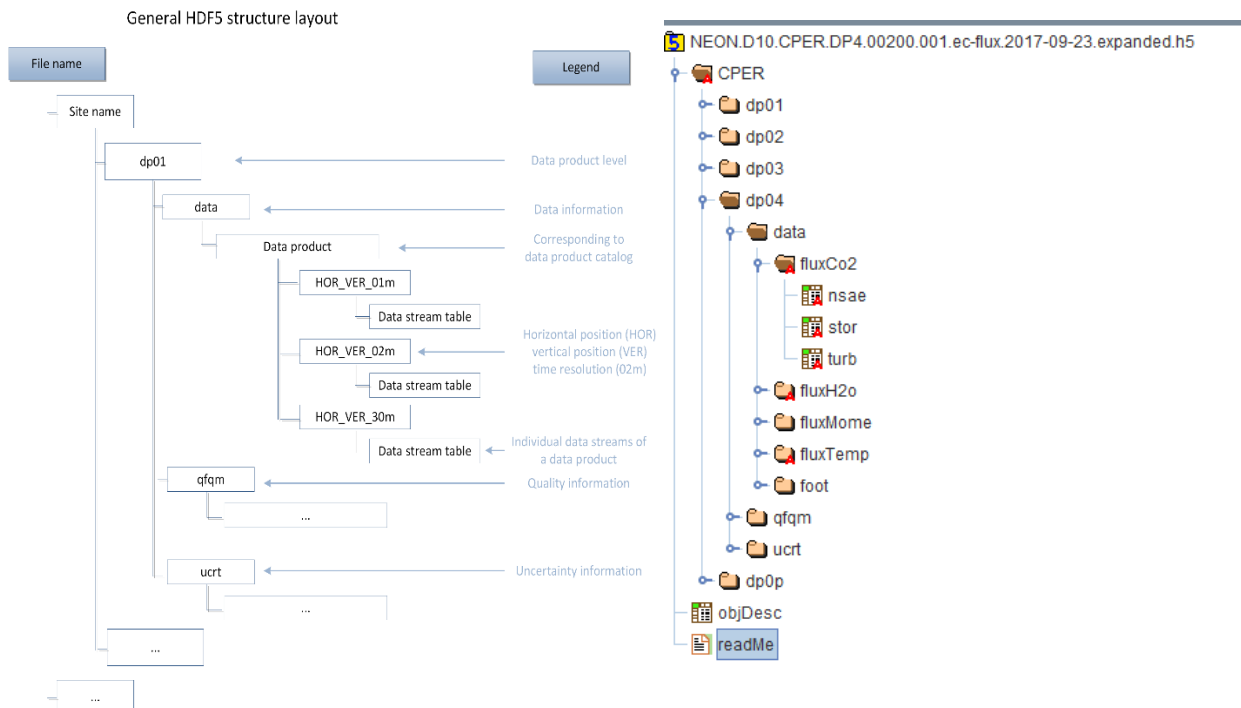 General HDF5 structure layout
File name
Legend
Site name
dp01
Data product level
data
Data information
Data product
Corresponding to
data product catalog
HOR_VER_01m
Data stream table
HOR_VER_02m
Horizontal position (HOR)
vertical position (VER)
time resolution (02m)
Data stream table
HOR_VER_30m
Data stream table
Individual data streams of
a data product
qfqm
Quality information
...
ucrt
Uncertainty information
...
...
...
5 NEON.D10.CPER.DP4.00200.001.ec-flux.2017-09-23.expanded.h5
A CPER
dp01
dp02
dp03
dp04
data
A fluxCo2
A nsae
A stor
A turb
A fluxH2o
fluxMome
A fluxTemp
foot
qfqm
ucrt
dp0p
objDesc
readMe